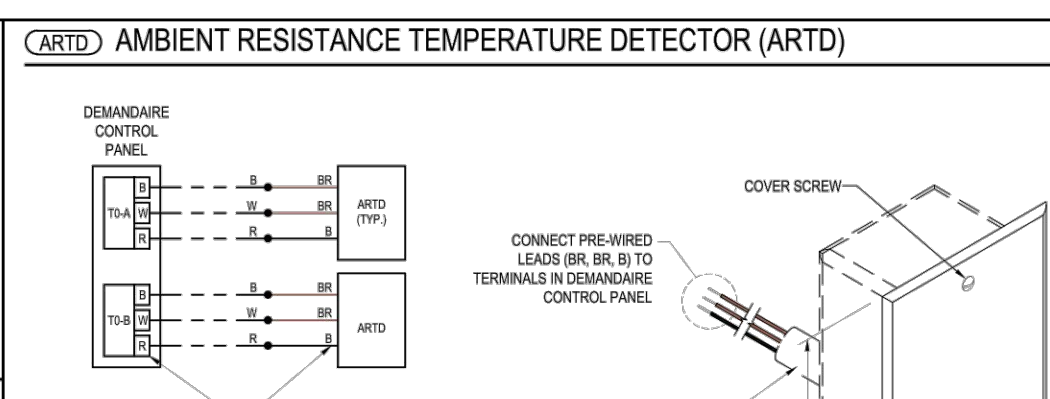 ARTD AMBIENT RESISTANCE TEMPERATURE DETECTOR (ARTD)
DEMANDAIRE
CONTROL
PANEL
T0-A
B
W
R
B
W
R
BR
BR
B
ARTD
(TYP.)
T0-B
B
W
R
B
W
R
BR
BR
B
ARTD
COVER SCREW
CONNECT PRE-WIRED
LEADS (BR, BR, B) TO
TERMINALS IN DEMANDAIRE
CONTROL PANEL